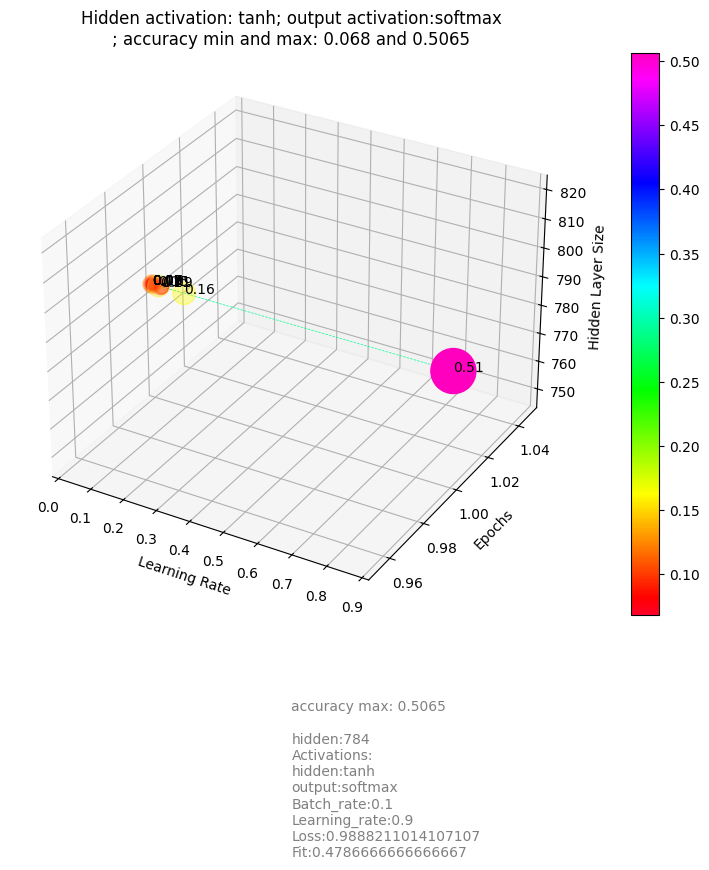 Hidden activation: tanh; output activation:softmax
; accuracy min and max: 0.068 and 0.5065
0.50
0.45
0.40
0.35
0.30
0.25
0.20
0.15
0.10
820
810
800
790
780
770
760
750
Hidden Layer Size
0.16
0.51
1.04
1.02
1.00
0.98
0.96
Epochs
0.0
0.1
0.2
0.3
0.4
0.5
0.6
0.7
0.8
0.9
Learning Rate
accuracy max: 0.5065
hidden:784
Activations:
hidden:tanh
output:softmax
Batch_rate:0.1
Learning_rate:0.9
Loss:0.9888211014107107
Fit:0.4786666666666667